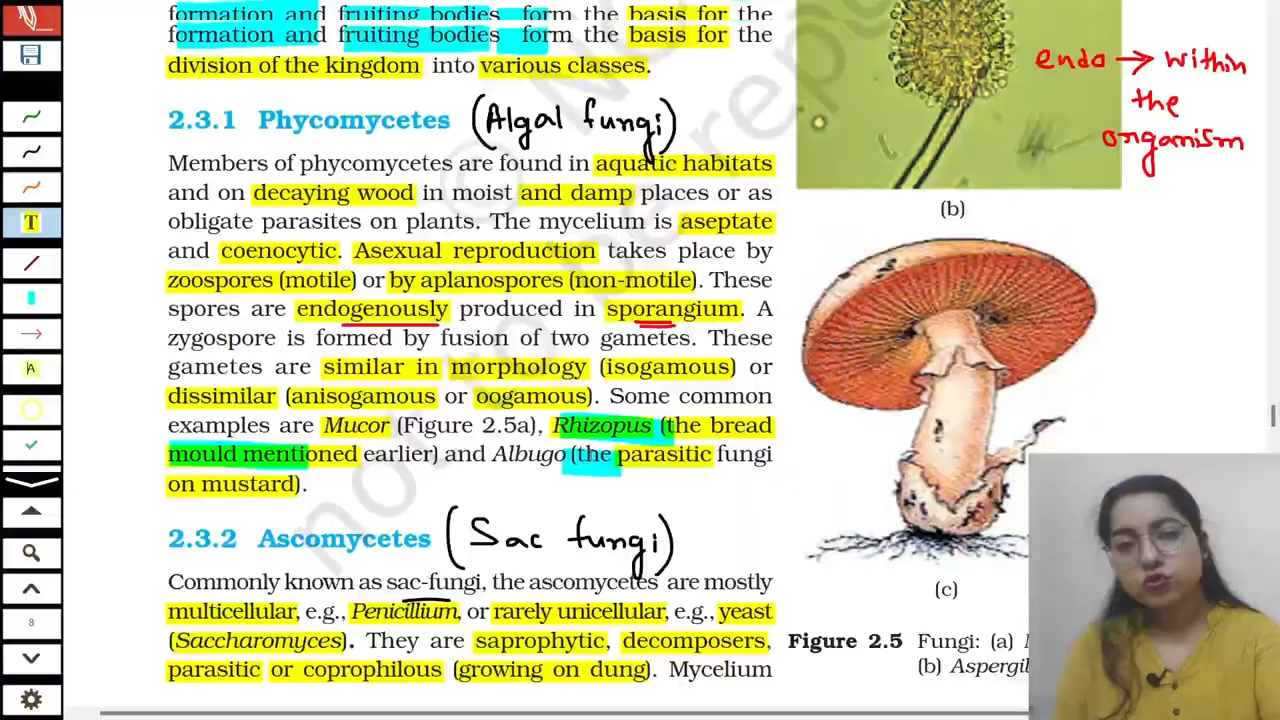 formation and fruiting bodies form the basis for the
formation and fruiting bodies form the basis for the
division of the kingdom into various classes.
2.3.1 Phycometes (Algal fungi)
Members of phycomycetes are found in aquatic habitats
and on decaying wood in moist and damp places or as
obligate parasites on plants. The mycelium is aseptate
and coenocytic. Asexual reproduction takes place by
zoospores (motile) or by aplanospores (non-motile). These
spores are endogenously produced in sporangium. A
zygospore is formed by fusion of two gametes. These
gametes are similar in morphology (isogamous) or
dissimilar (anisogamous or oogamous). Some common
examples are Mucor (Figure 2.5a), Rhizopus (the bread
mould mentioned earlier) and Albugo (the parasitic fungi
on mustard).
2.3.2 Ascomycetes (Sac fungi)
Commonly known as sac-fungi, the ascomycetes are mostly
multicellular, e.g., Penicillium, or rarely unicellular, e.g., yeast
(Saccharomyces). They are saprophytic, decomposers,
parasitic or coprophilous (growing on dung). Mycelium
endo → within
the
organism
(b)
(c)
Figure 2.5 Fungi: (a)
(b) Aspergil
not to be repu
T
A
8